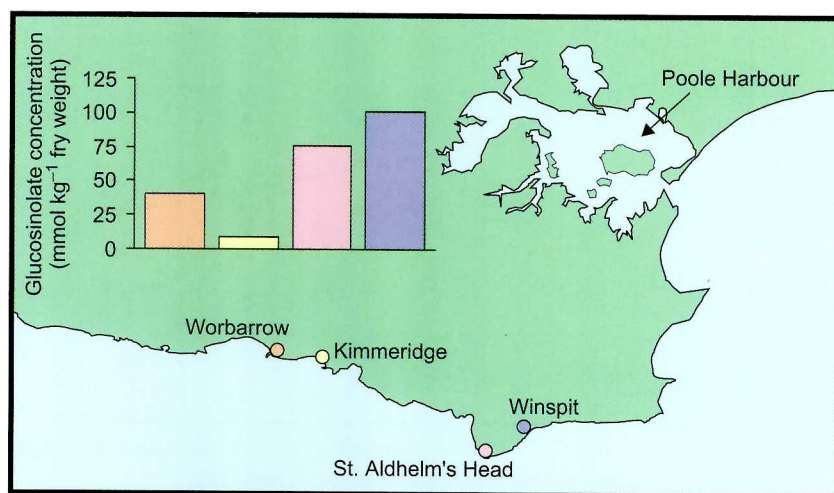 Glucosinolate concentration
(mmol kg⁻¹ fry weight)
125
100
75
50
25
0
Poole Harbour
Worbarrow
Kimmeridge
Winspit
St. Aldhelm's Head